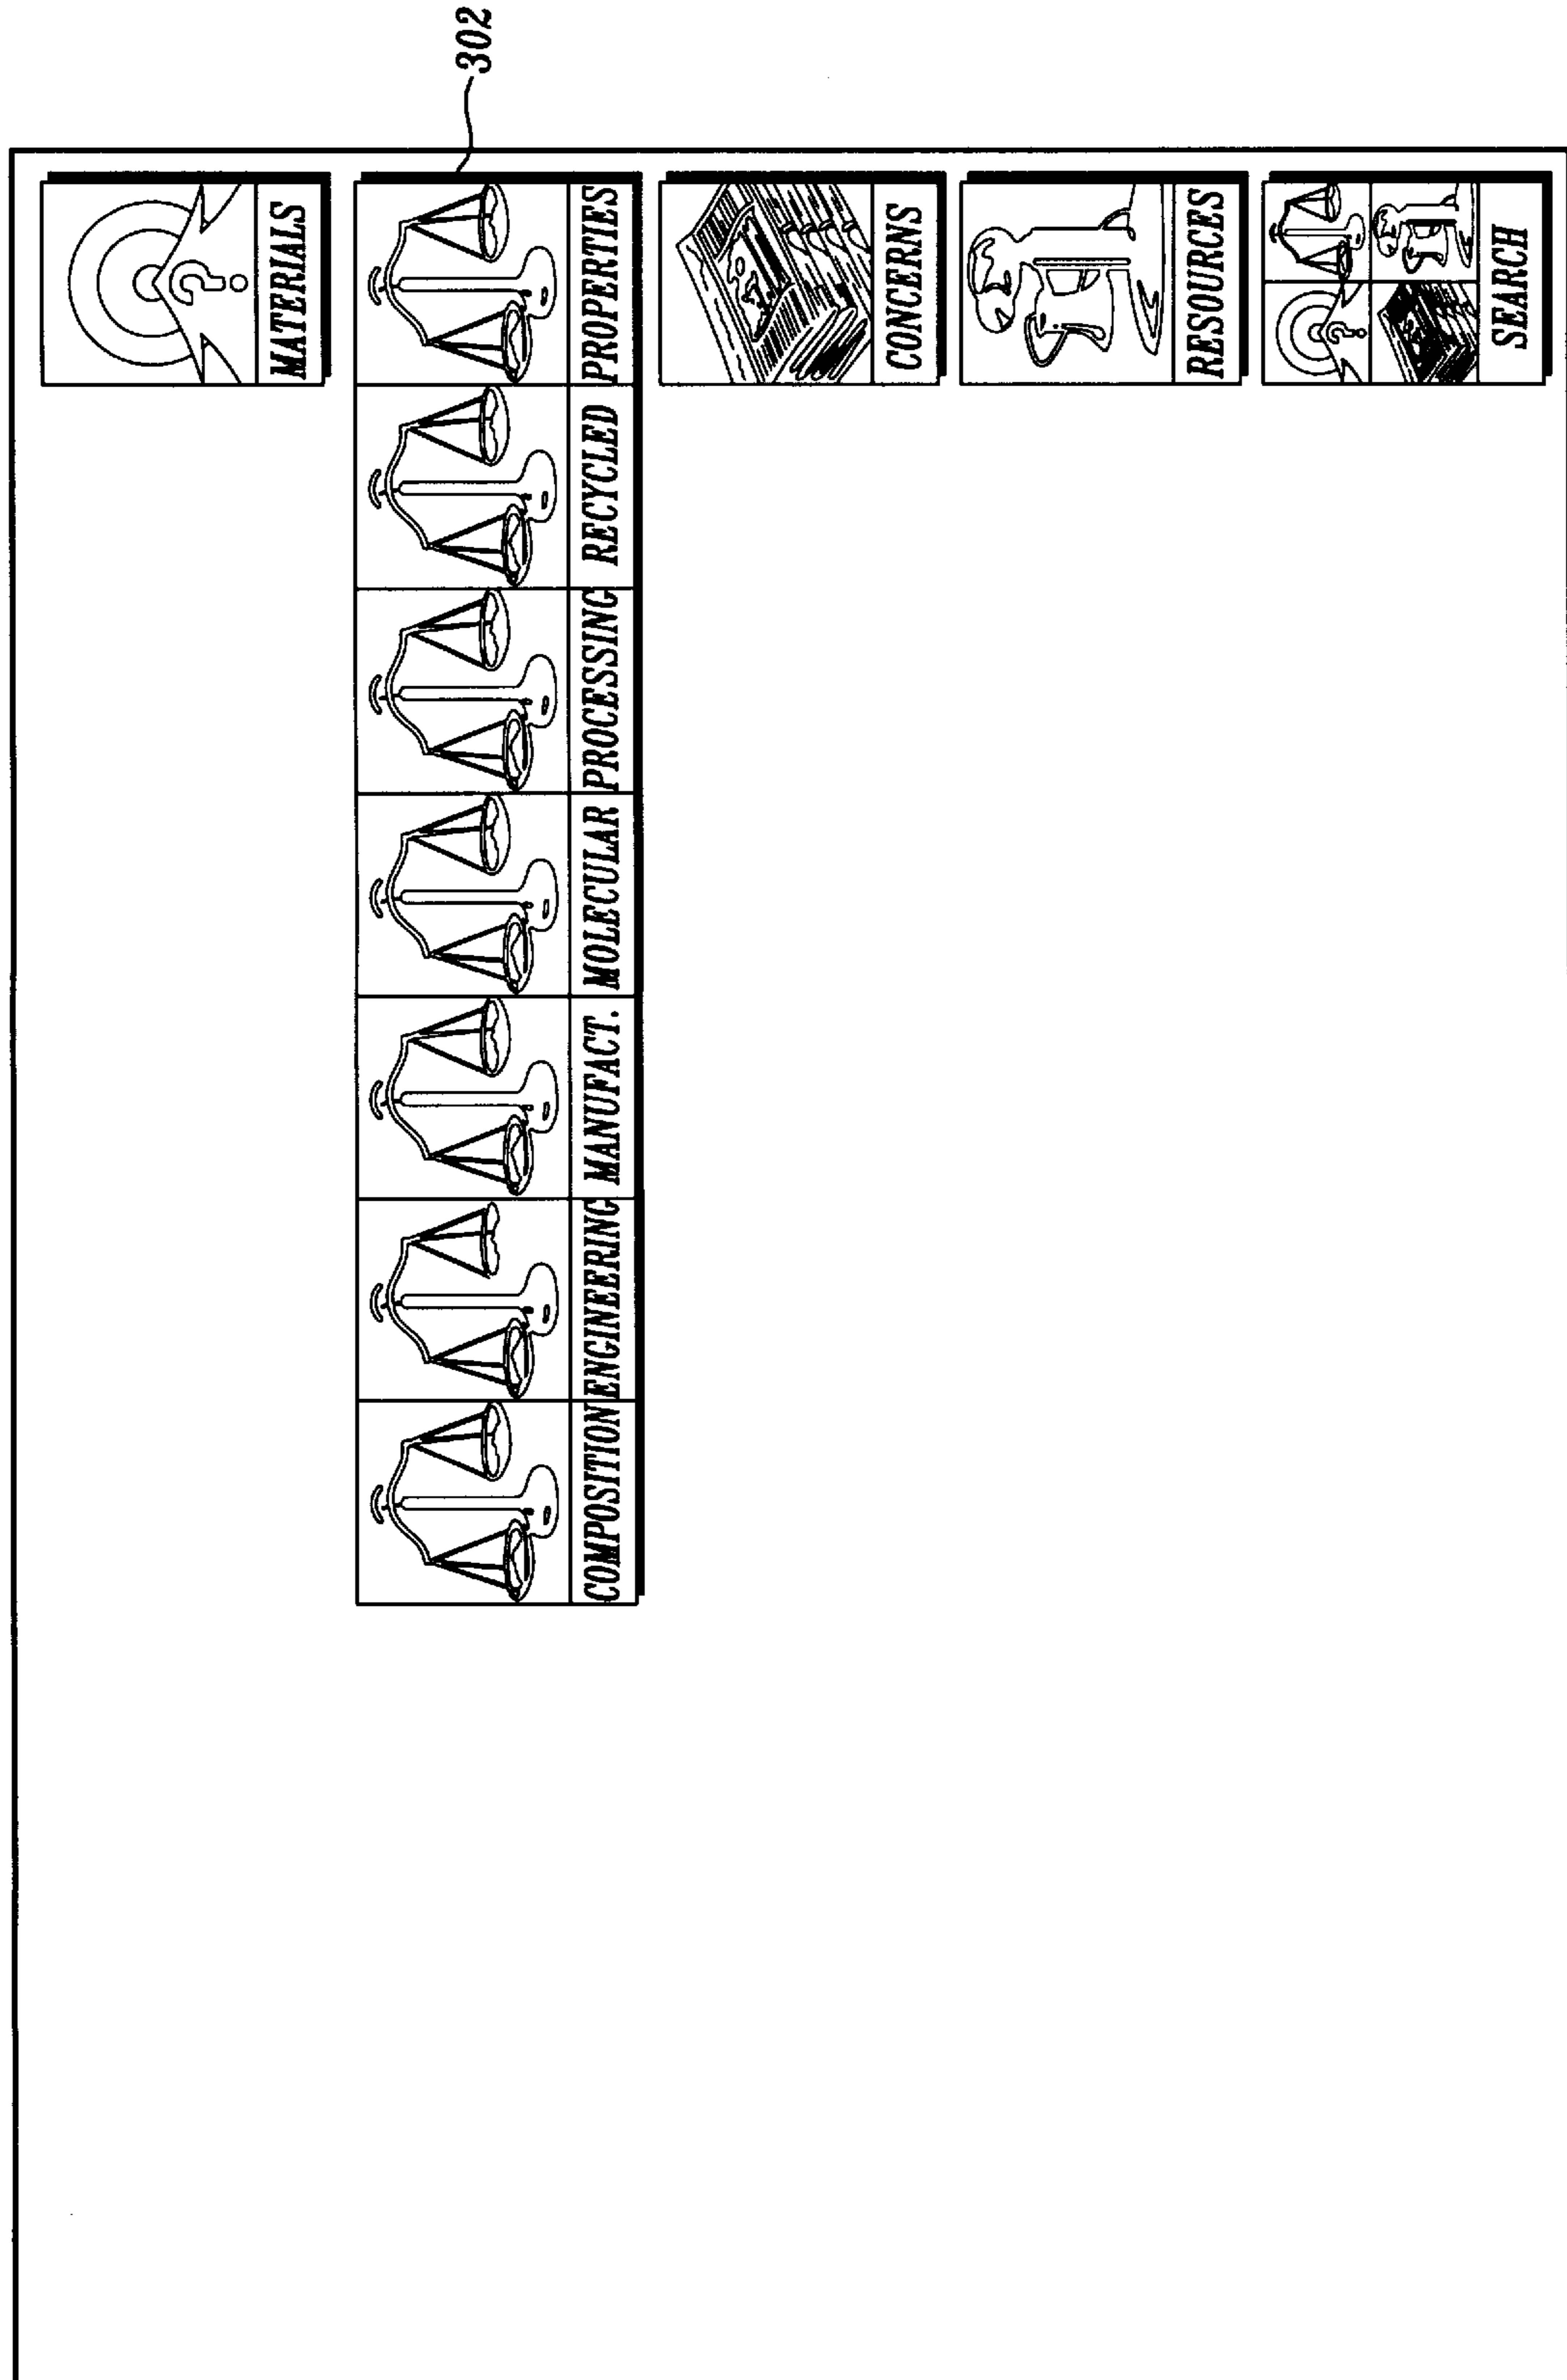 302
MATERIALS
COMPOSITION ENGINEERING MANUFACT. MOLECULAR PROCESSING RECYCLED PROPERTIES
CONCERNS
RESOURCES
SEARCH